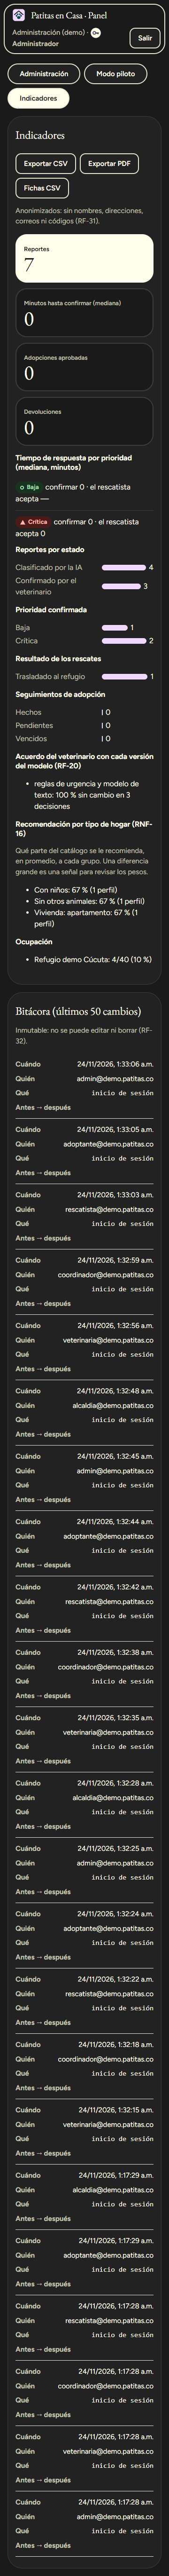 Patitas en Casa · Panel
Administración (demo) ·
Administrador
Salir
Administración
Modo piloto
Indicadores
Indicadores
Exportar CSV
Exportar PDF
Fichas CSV
Anonimizados: sin nombres, direcciones,
correos ni códigos (RF-31).
Reportes
7
Minutos hasta confirmar (mediana)
0
Adopciones aprobadas
0
Devoluciones
0
Tiempo de respuesta por prioridad
(mediana, minutos)
Baja confirmar 0 · el rescatista
acepta —
Crítica confirmar 0 · el rescatista
acepta 0
Reportes por estado
Clasificado por la IA 4
Confirmado por el
veterinario 3
Prioridad confirmada
Baja 1
Crítica 2
Resultado de los rescates
Trasladado al refugio 1
Seguimientos de adopción
Hechos 0
Pendientes 0
Vencidos 0
Acuerdo del veterinario con cada versión
del modelo (RF-20)
• reglas de urgencia y modelo de
texto: 100 % sin cambio en 3
decisiones
Recomendación por tipo de hogar (RNF-
16)
Qué parte del catálogo se le recomienda,
en promedio, a cada grupo. Una diferencia
grande es una señal para revisar los pesos.
• Con niños: 67 % (1 perfil)
• Sin otros animales: 67 % (1 perfil)
• Vivienda: apartamento: 67 % (1
perfil)
Ocupación
• Refugio demo Cúcuta: 4/40 (10 %)
Bitácora (últimos 50 cambios)
Inmutable: no se puede editar ni borrar (RF-
32).
Cuándo 24/11/2026, 1:33:06 a.m.
Quién admin@demo.patitas.co
Qué inicio de sesión
Antes → después
Cuándo 24/11/2026, 1:33:05 a.m.
Quién adoptante@demo.patitas.co
Qué inicio de sesión
Antes → después
Cuándo 24/11/2026, 1:33:03 a.m.
Quién rescatista@demo.patitas.co
Qué inicio de sesión
Antes → después
Cuándo 24/11/2026, 1:32:59 a.m.
Quién coordinador@demo.patitas.co
Qué inicio de sesión
Antes → después
Cuándo 24/11/2026, 1:32:56 a.m.
Quién veterinaria@demo.patitas.co
Qué inicio de sesión
Antes → después
Cuándo 24/11/2026, 1:32:48 a.m.
Quién alcaldia@demo.patitas.co
Qué inicio de sesión
Antes → después
Cuándo 24/11/2026, 1:32:45 a.m.
Quién admin@demo.patitas.co
Qué inicio de sesión
Antes → después
Cuándo 24/11/2026, 1:32:44 a.m.
Quién adoptante@demo.patitas.co
Qué inicio de sesión
Antes → después
Cuándo 24/11/2026, 1:32:42 a.m.
Quién rescatista@demo.patitas.co
Qué inicio de sesión
Antes → después
Cuándo 24/11/2026, 1:32:38 a.m.
Quién coordinador@demo.patitas.co
Qué inicio de sesión
Antes → después
Cuándo 24/11/2026, 1:32:35 a.m.
Quién veterinaria@demo.patitas.co
Qué inicio de sesión
Antes → después
Cuándo 24/11/2026, 1:32:28 a.m.
Quién alcaldia@demo.patitas.co
Qué inicio de sesión
Antes → después
Cuándo 24/11/2026, 1:32:25 a.m.
Quién admin@demo.patitas.co
Qué inicio de sesión
Antes → después
Cuándo 24/11/2026, 1:32:24 a.m.
Quién adoptante@demo.patitas.co
Qué inicio de sesión
Antes → después
Cuándo 24/11/2026, 1:32:22 a.m.
Quién rescatista@demo.patitas.co
Qué inicio de sesión
Antes → después
Cuándo 24/11/2026, 1:32:18 a.m.
Quién coordinador@demo.patitas.co
Qué inicio de sesión
Antes → después
Cuándo 24/11/2026, 1:32:15 a.m.
Quién veterinaria@demo.patitas.co
Qué inicio de sesión
Antes → después
Cuándo 24/11/2026, 1:17:29 a.m.
Quién alcaldia@demo.patitas.co
Qué inicio de sesión
Antes → después
Cuándo 24/11/2026, 1:17:29 a.m.
Quién adoptante@demo.patitas.co
Qué inicio de sesión
Antes → después
Cuándo 24/11/2026, 1:17:28 a.m.
Quién rescatista@demo.patitas.co
Qué inicio de sesión
Antes → después
Cuándo 24/11/2026, 1:17:28 a.m.
Quién coordinador@demo.patitas.co
Qué inicio de sesión
Antes → después
Cuándo 24/11/2026, 1:17:28 a.m.
Quién veterinaria@demo.patitas.co
Qué inicio de sesión
Antes → después
Cuándo 24/11/2026, 1:17:28 a.m.
Quién admin@demo.patitas.co
Qué inicio de sesión
Antes → después